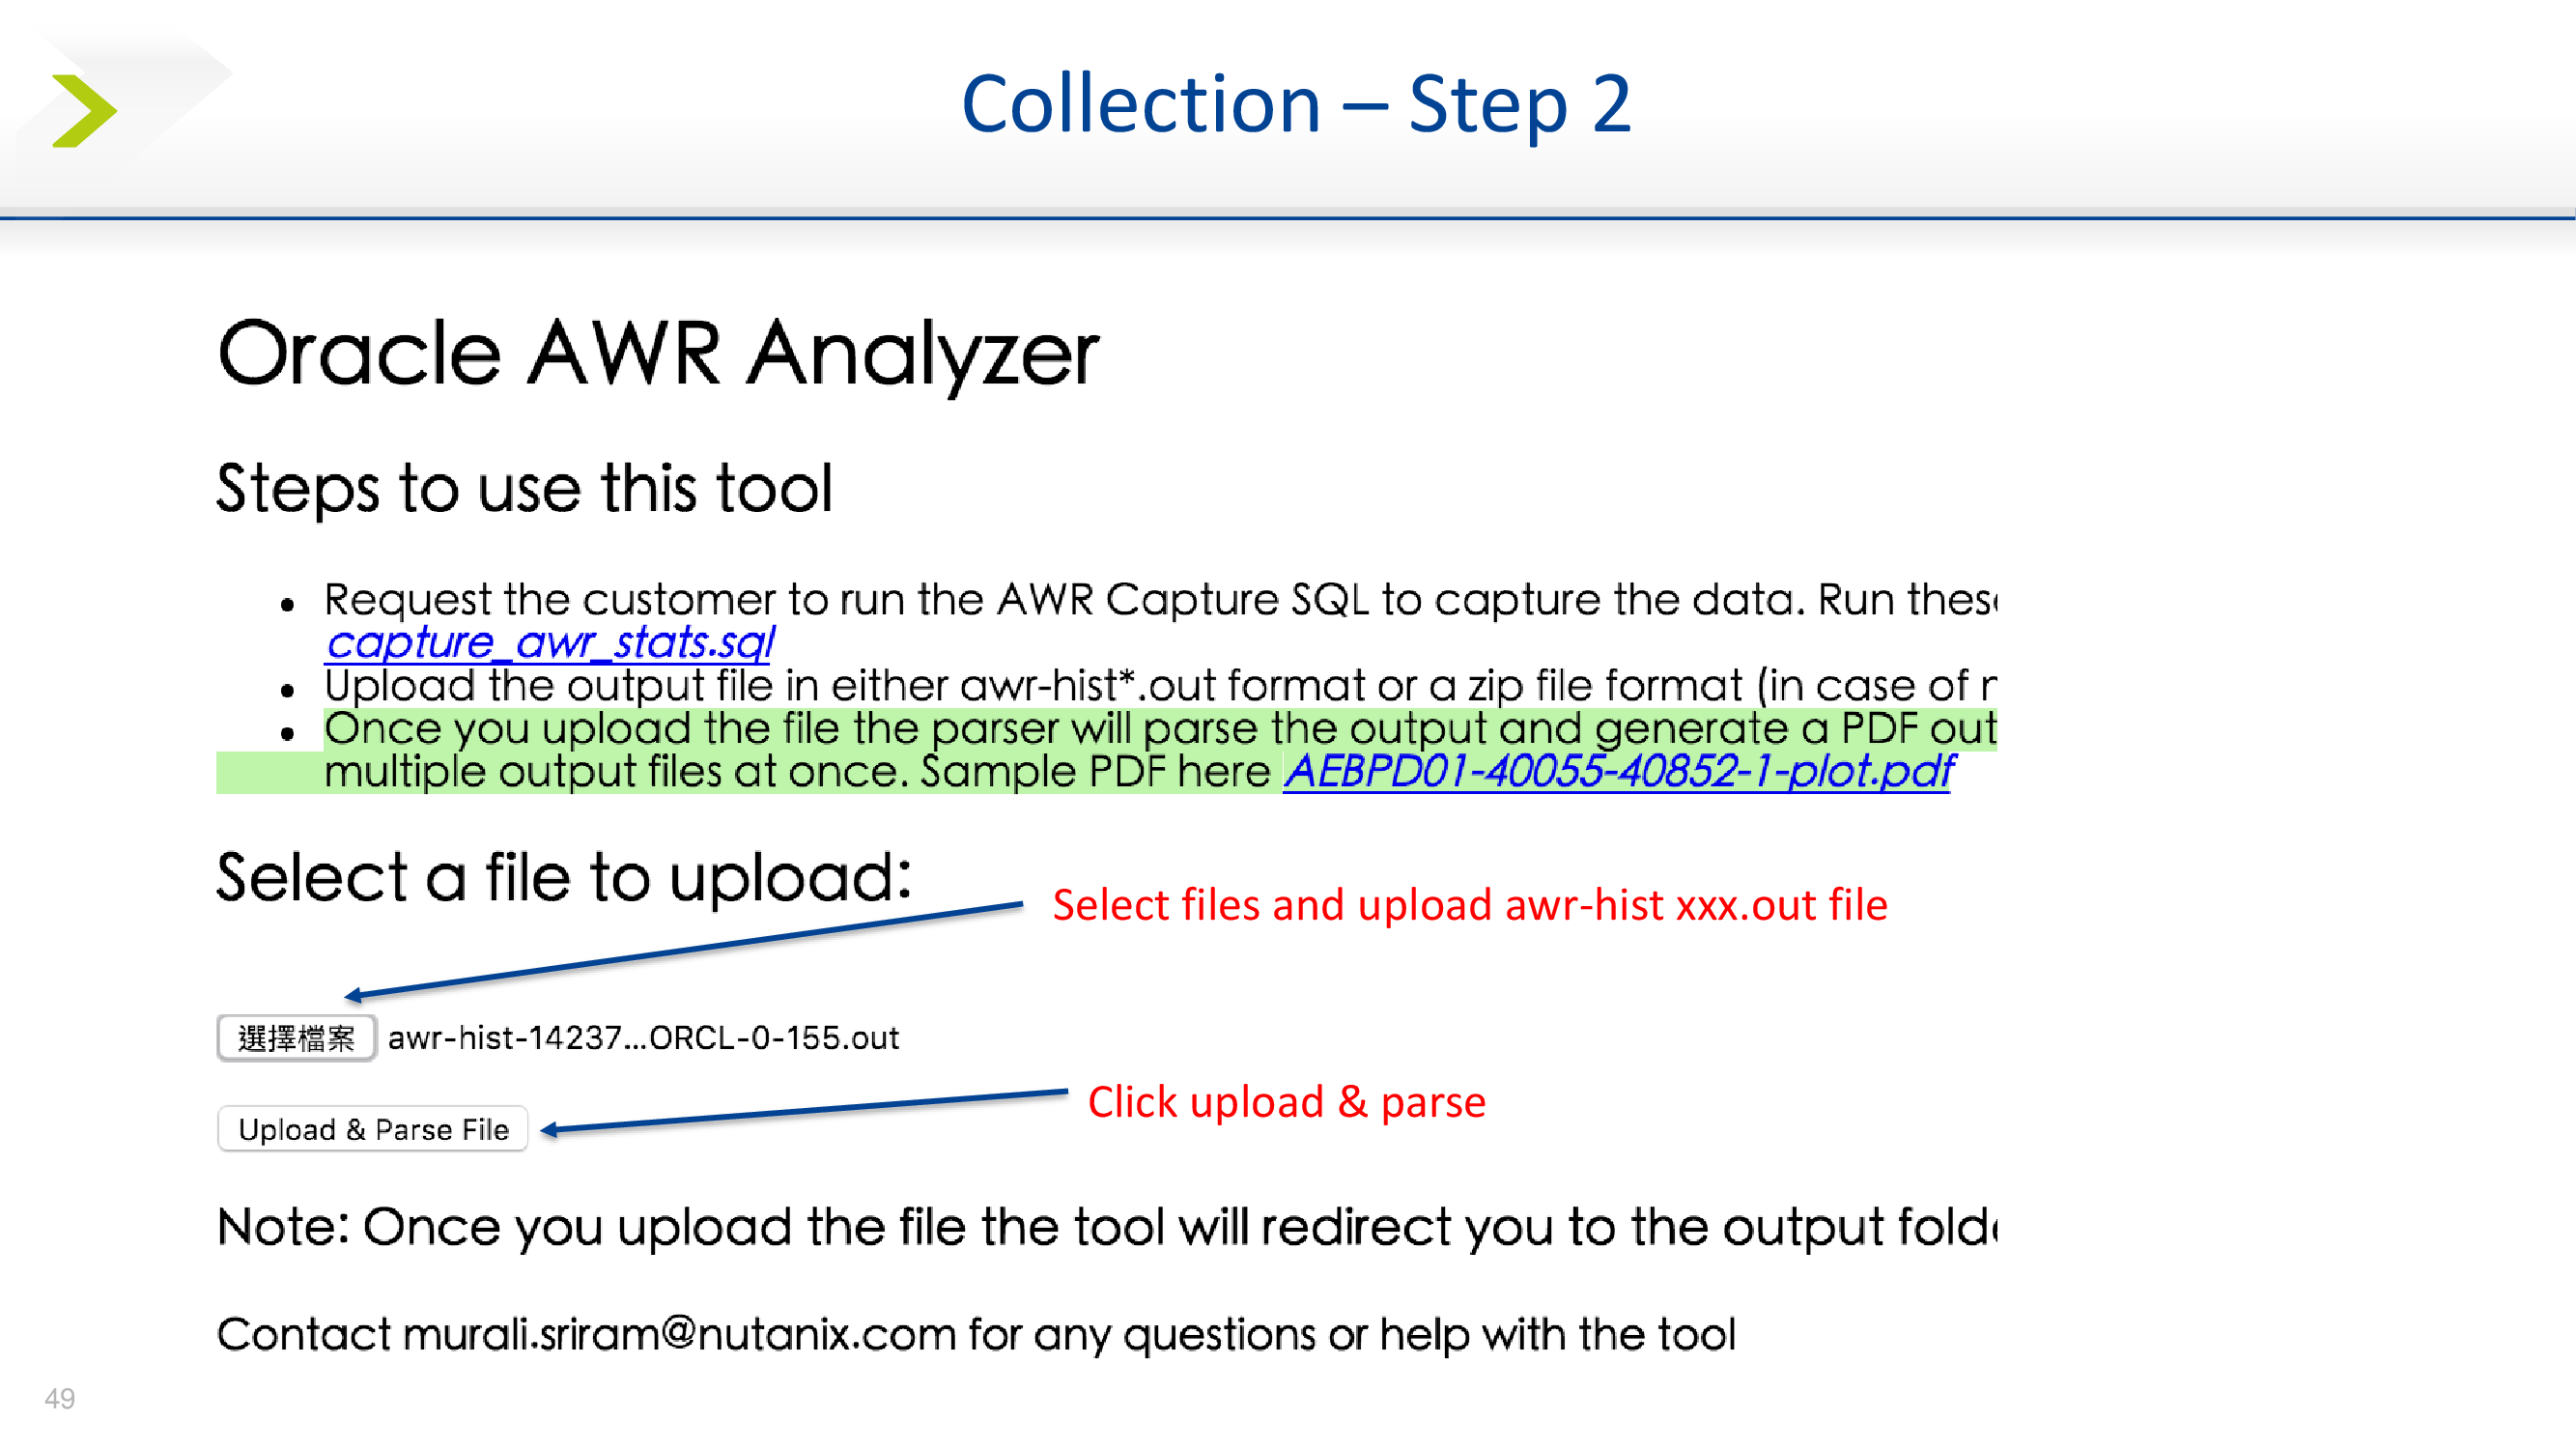 Collection – Step 2
Oracle AWR Analyzer
Steps to use this tool
• Request the customer to run the AWR Capture SQL to capture the data. Run
capture_awr_stats.sql
• Upload the output file in either awr-hist*.out format or a zip file format (in case of
• Once you upload the file the parser will parse the output and generate a PDF out
multiple output files at once. Sample PDF here AEBPD01-40055-40852-1-plot.pdf
Select a file to upload:
Select files and upload awr-hist xxx.out file
選擇檔案 awr-hist-14237...ORCL-0-155.out
Click upload & parse
Upload & Parse File
Note: Once you upload the file the tool will redirect you to the output
Contact murali.sriram@nutanix.com for any questions or help with the tool
49